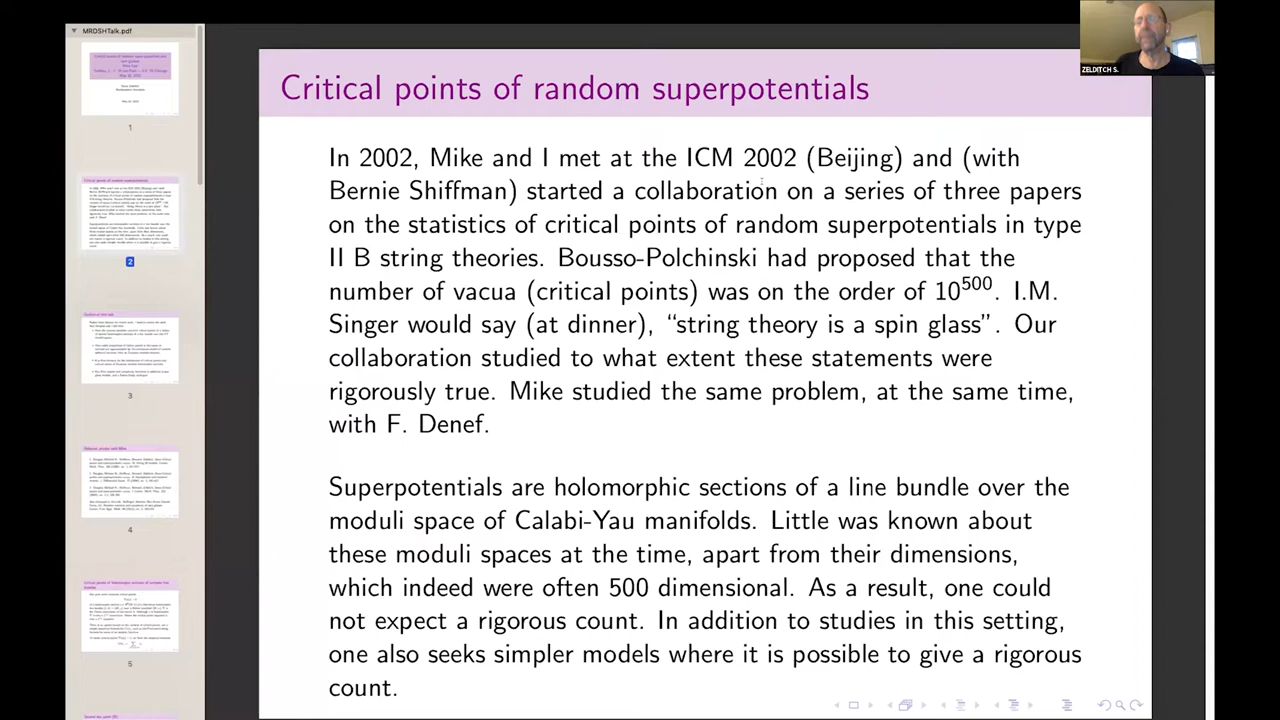 MRDSHTalk.pdf
1
2
3
4
5
ZELDITCH S.
Critical points of random superpotentials
In 2002, Mike and I met at the ICM 2002 (Beijing) and (with
Bernie Shiffman) began a collaboration on a series of three papers
on the statistics of critical points of random superpotentials in type
II B string theories. Bousso-Polchinski had proposed that the
number of vacua (critical points) was on the order of 10^500. I.M.
Singer would say (at dinner), “string theory is a spin glass”. Our
collaboration studied to what extent these statements were
rigorously true. Mike studied the same problem, at the same time,
with F. Denef.
Superpotentials are holomorphic sections of a line bundle over the
moduli space of Calabi-Yau manifolds. Little was known about
these moduli spaces at the time, apart from their dimensions,
which indeed were often 500 dimensional. As a result, one could
not expect a rigorous count. In addition to studies in this setting,
one also seeks simpler models where it is possible to give a rigorous
count.